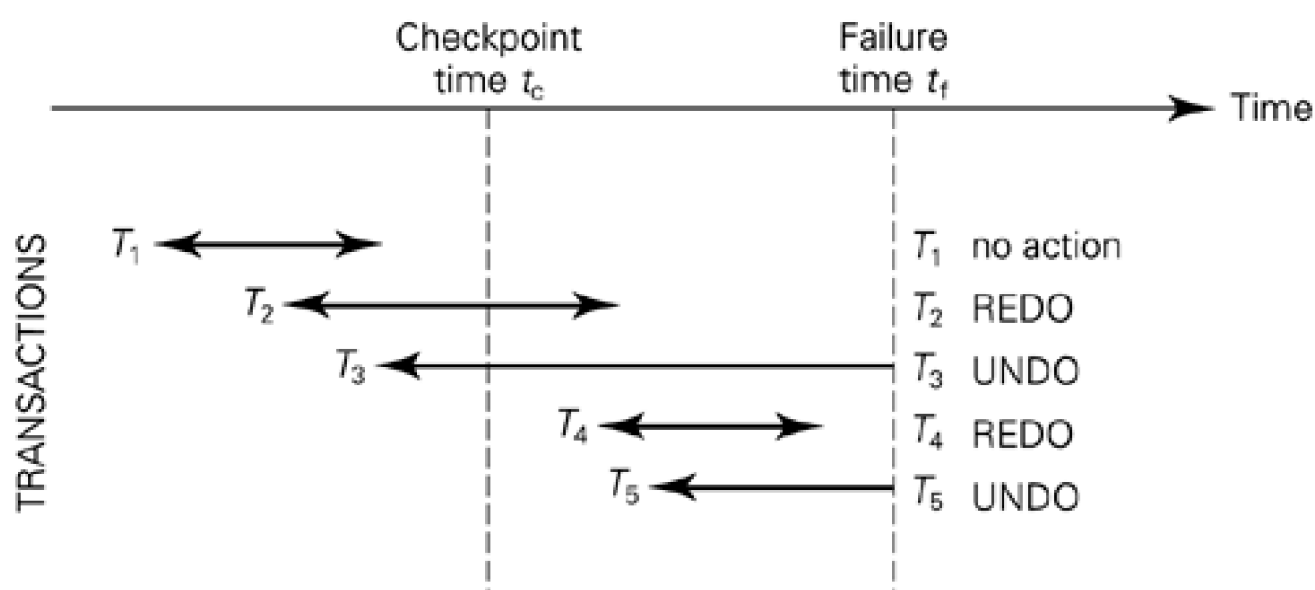 Checkpoint
time tc
Failure
time tf
Time
TRANSACTIONS
T1
T1 no action
T2
T2 REDO
T3
T3 UNDO
T4
T4 REDO
T5
T5 UNDO